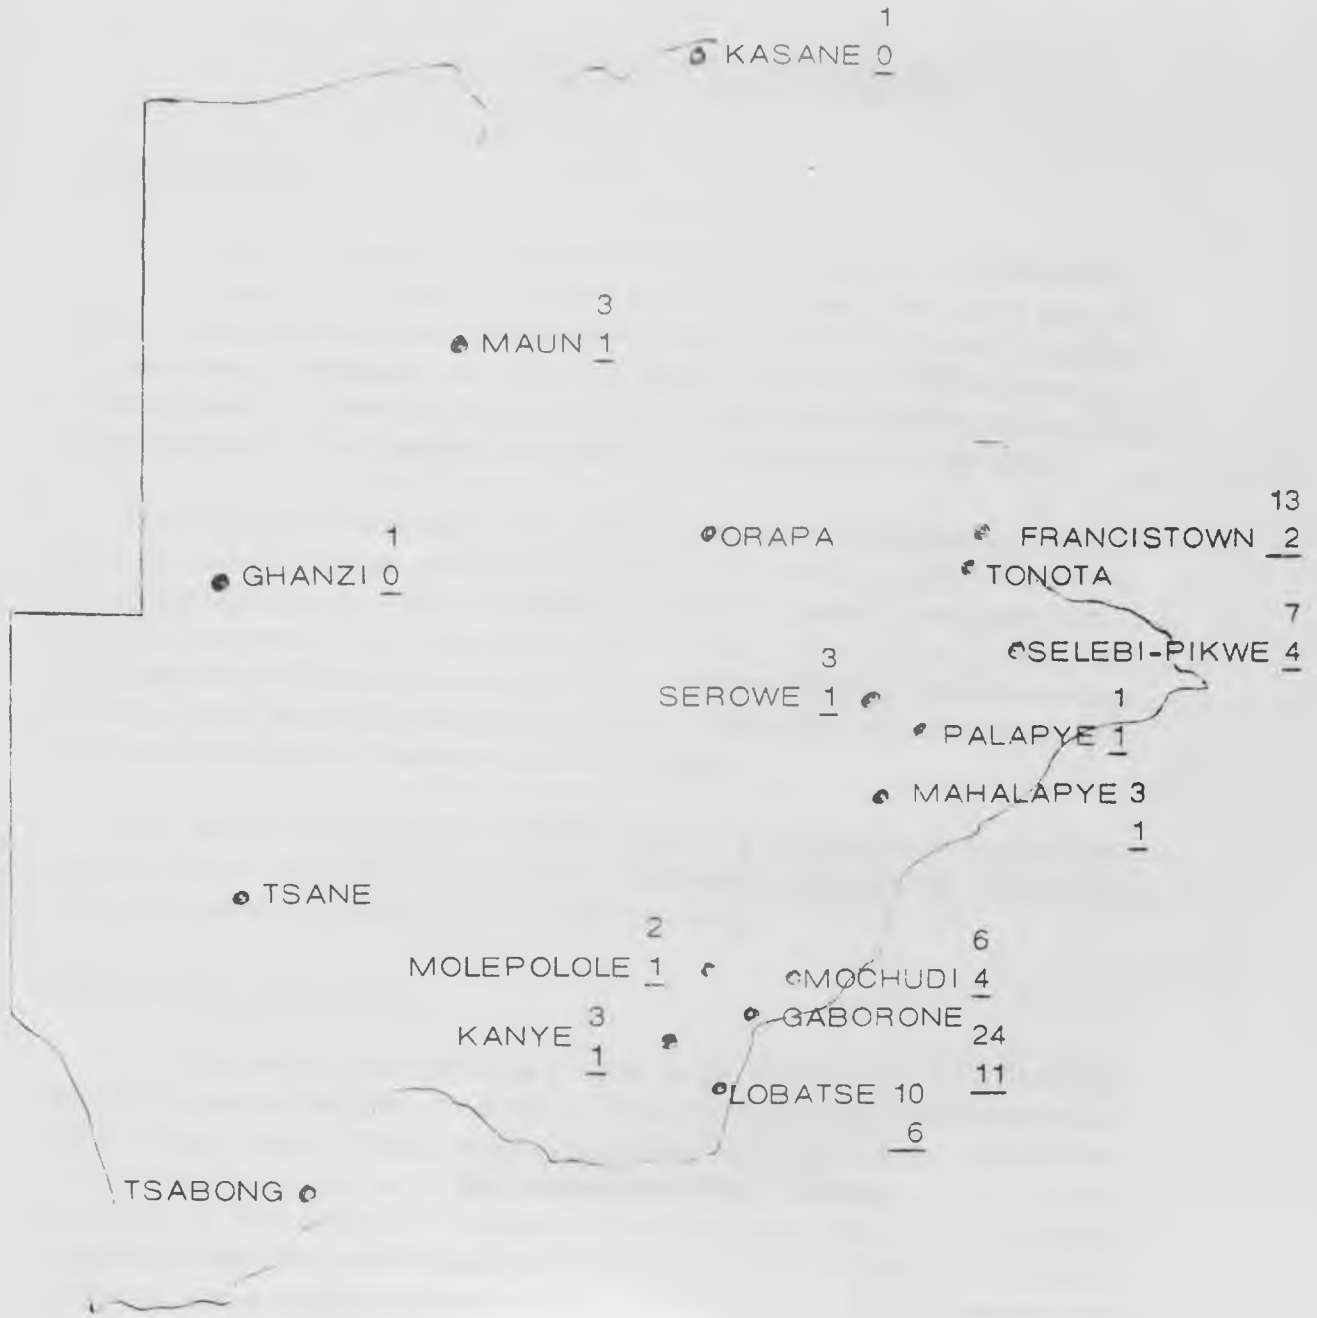 1
KASANE 0
3
MAUN 1
13
ORAPA
FRANCISTOWN 2
1
GHANZI 0
TONOTA
7
SELEBI-PIKWE 4
3
SEROWE 1
1
PALAPYE 1
MAHALAPYE 3
1
TSANE
2
MOLEPOLOLE 1
6
MOCHUDI 4
GABORONE
24
11
3
KANYE
1
LOBATSE 10
6
TSABONG